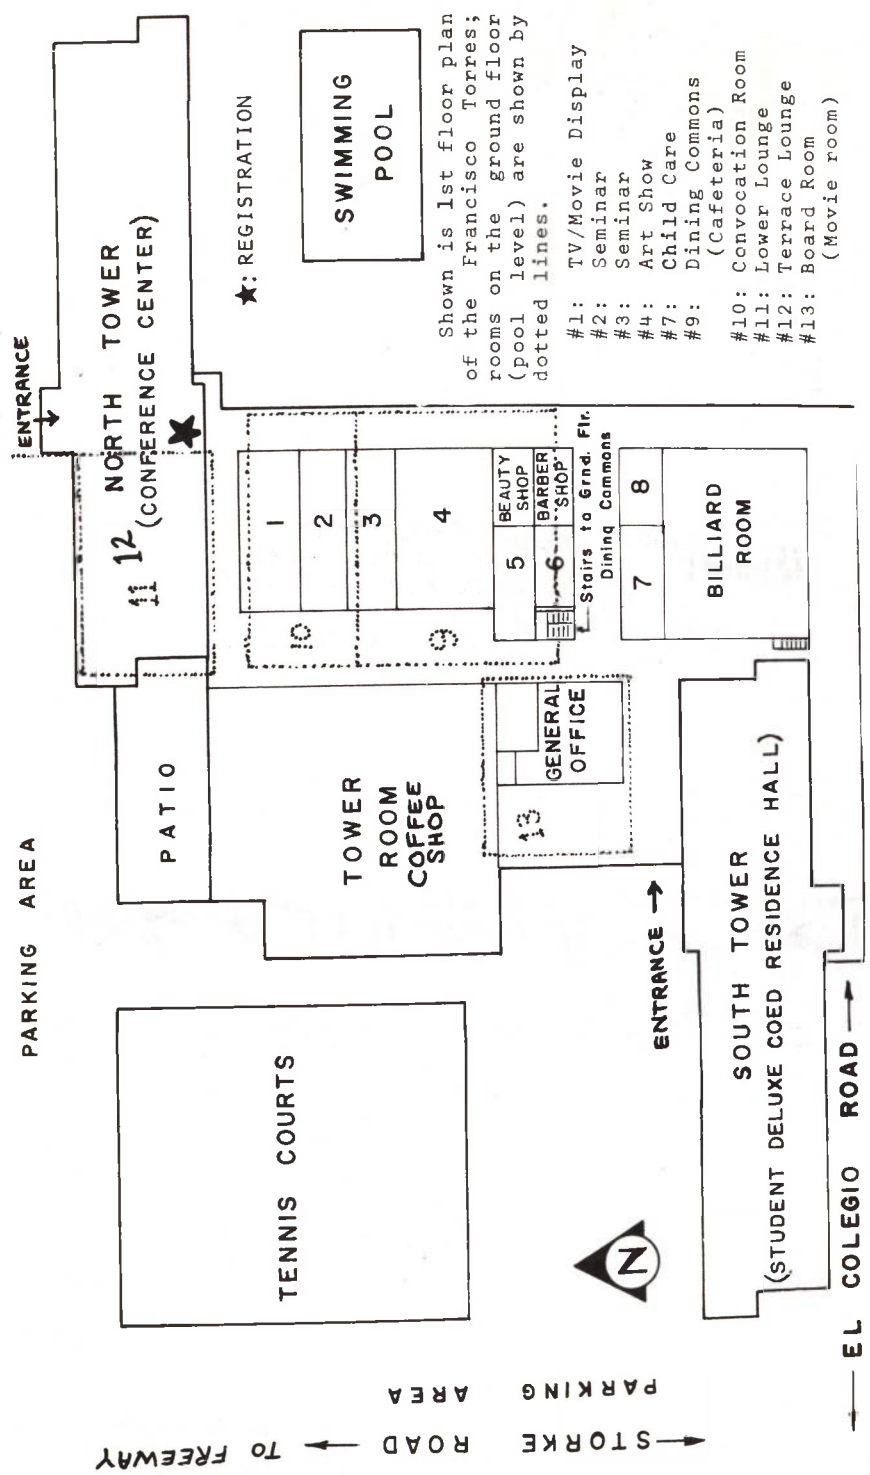 PARKING AREA
ENTRANCE
NORTH TOWER
(CONFERENCE CENTER)
11
12
★: REGISTRATION
SWIMMING
POOL
Shown is 1st floor plan
of the Francisco Torres;
rooms on the ground floor
(pool level) are shown by
dotted lines.
#1: TV/Movie Display
#2: Seminar
#3: Seminar
#4: Art Show
#7: Child Care
#9: Dining Commons
(Cafeteria)
#10: Convocation Room
#11: Lower Lounge
#12: Terrace Lounge
#13: Board Room
(Movie room)
PATIO
TOWER
ROOM
COFFEE
SHOP
10
9
1
2
3
4
5
BEAUTY
SHOP
6
BARBER
SHOP
Stairs to Grnd. Flr.
Dining Commons
7
8
BILLIARD
ROOM
GENERAL
OFFICE
13
TENNIS COURTS
ENTRANCE →
SOUTH TOWER
(STUDENT DELUXE COED RESIDENCE HALL)
N
← EL COLEGIO ROAD →
PARKING AREA
← STORKE ROAD → TO FREEWAY